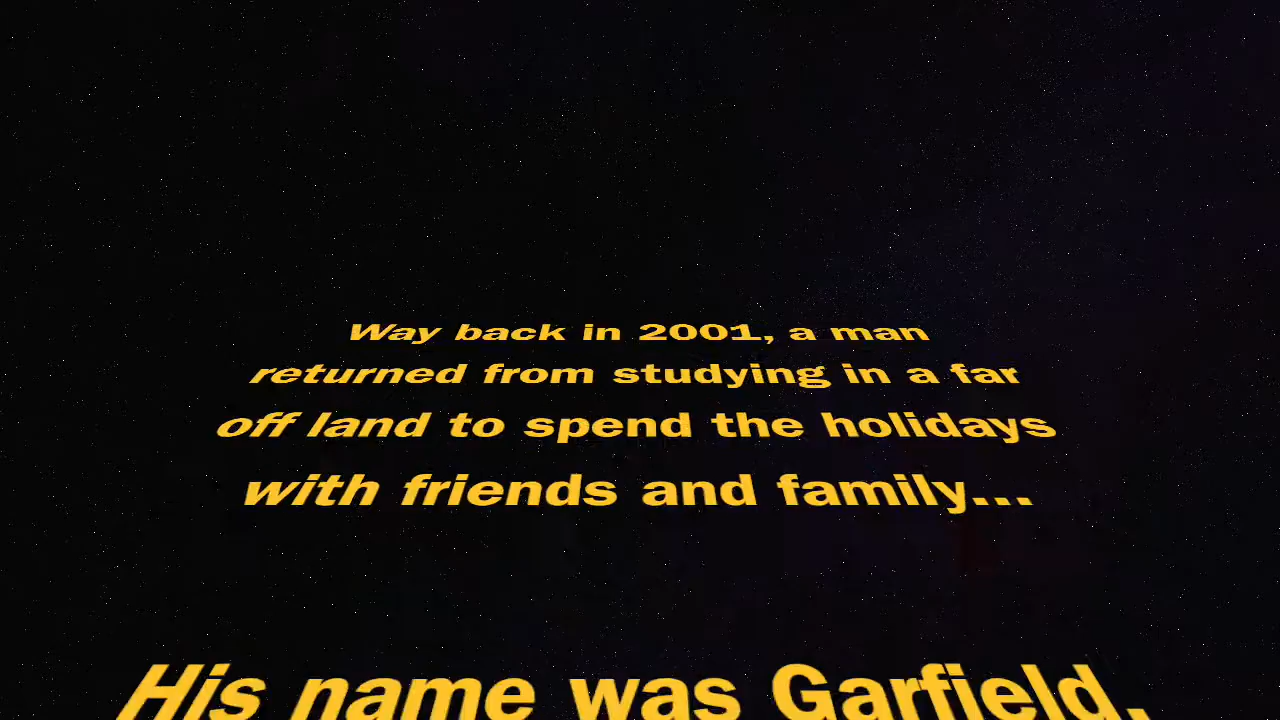 Way back in 2001, a man
returned from studying in a far
off land to spend the holidays
with friends and family...
His name was Garfield.